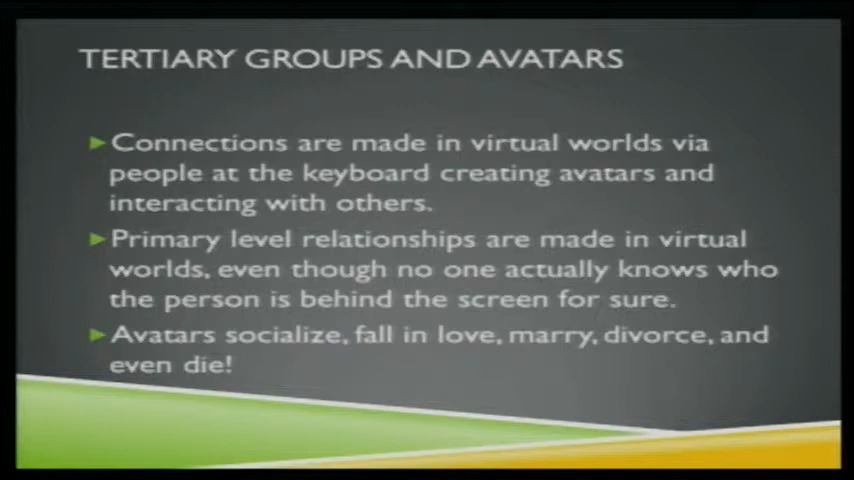 TERTIARY GROUPS AND AVATARS
Connections are made in virtual worlds via
people at the keyboard creating avatars and
interacting with others.
Primary level relationships are made in virtual
worlds, even though no one actually knows who
the person is behind the screen for sure.
Avatars socialize, fall in love, marry, divorce, and
even die!